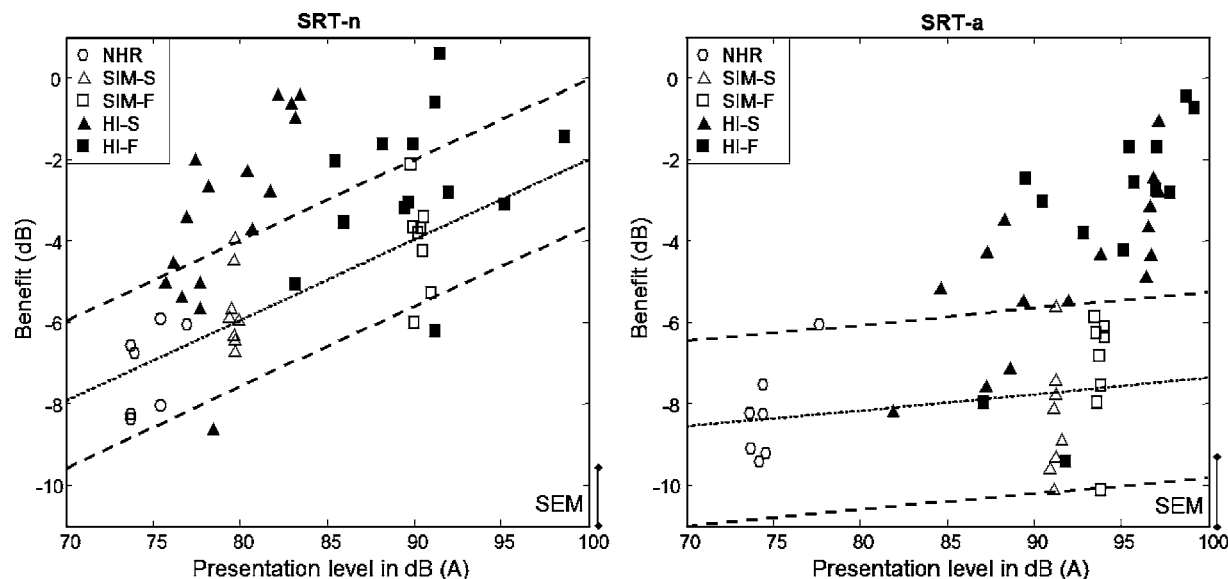 SRT-n
NHR
SIM-S
SIM-F
HI-S
HI-F
0
-2
-4
-6
-8
-10
Benefit (dB)
SEM
70 75 80 85 90 95 100
Presentation level in dB (A)
SRT-a
NHR
SIM-S
SIM-F
HI-S
HI-F
0
-2
-4
-6
-8
-10
Benefit (dB)
SEM
70 75 80 85 90 95 100
Presentation level in dB (A)